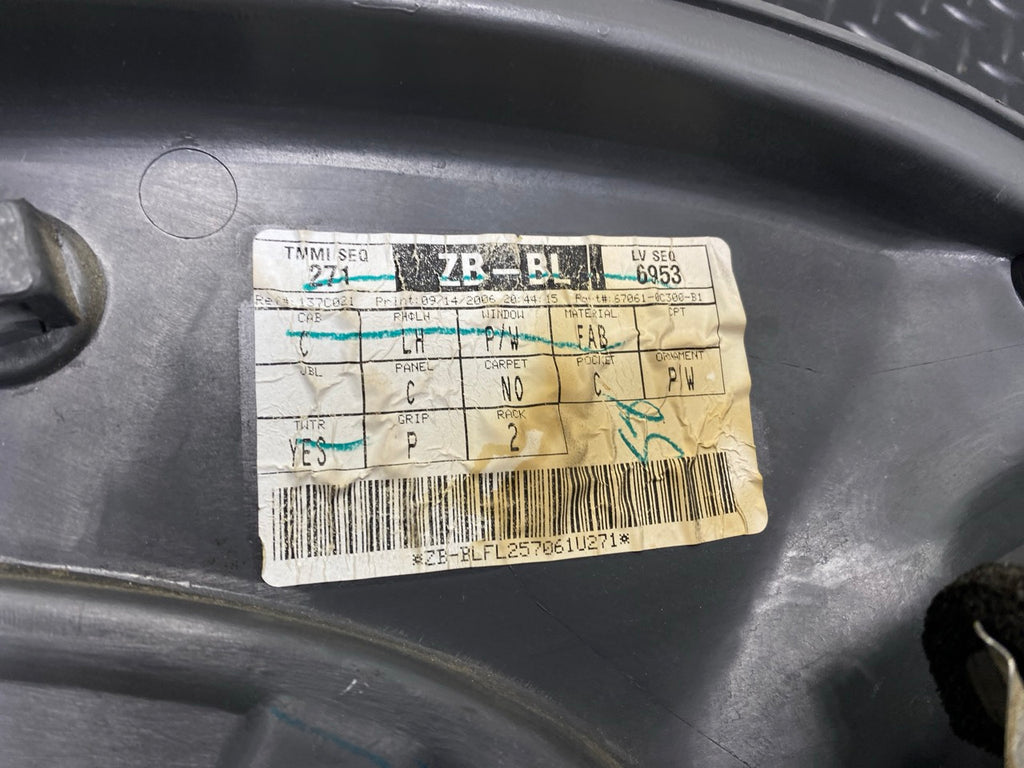 TMMI SEQ ZB-BL LV SEQ
271 6953
Ref#: 137C021 Print:09/14/2006 20:44:15 Part#:67061-0C300-B1
CAB RH&LH WINDOW MATERIAL CPT
C LH P/W FAB
JBL PANEL CARPET POCKET ORNAMENT
C NO C P/W
TWTR GRIP RACK
YES P 2
*ZB-BLFL257061U271*